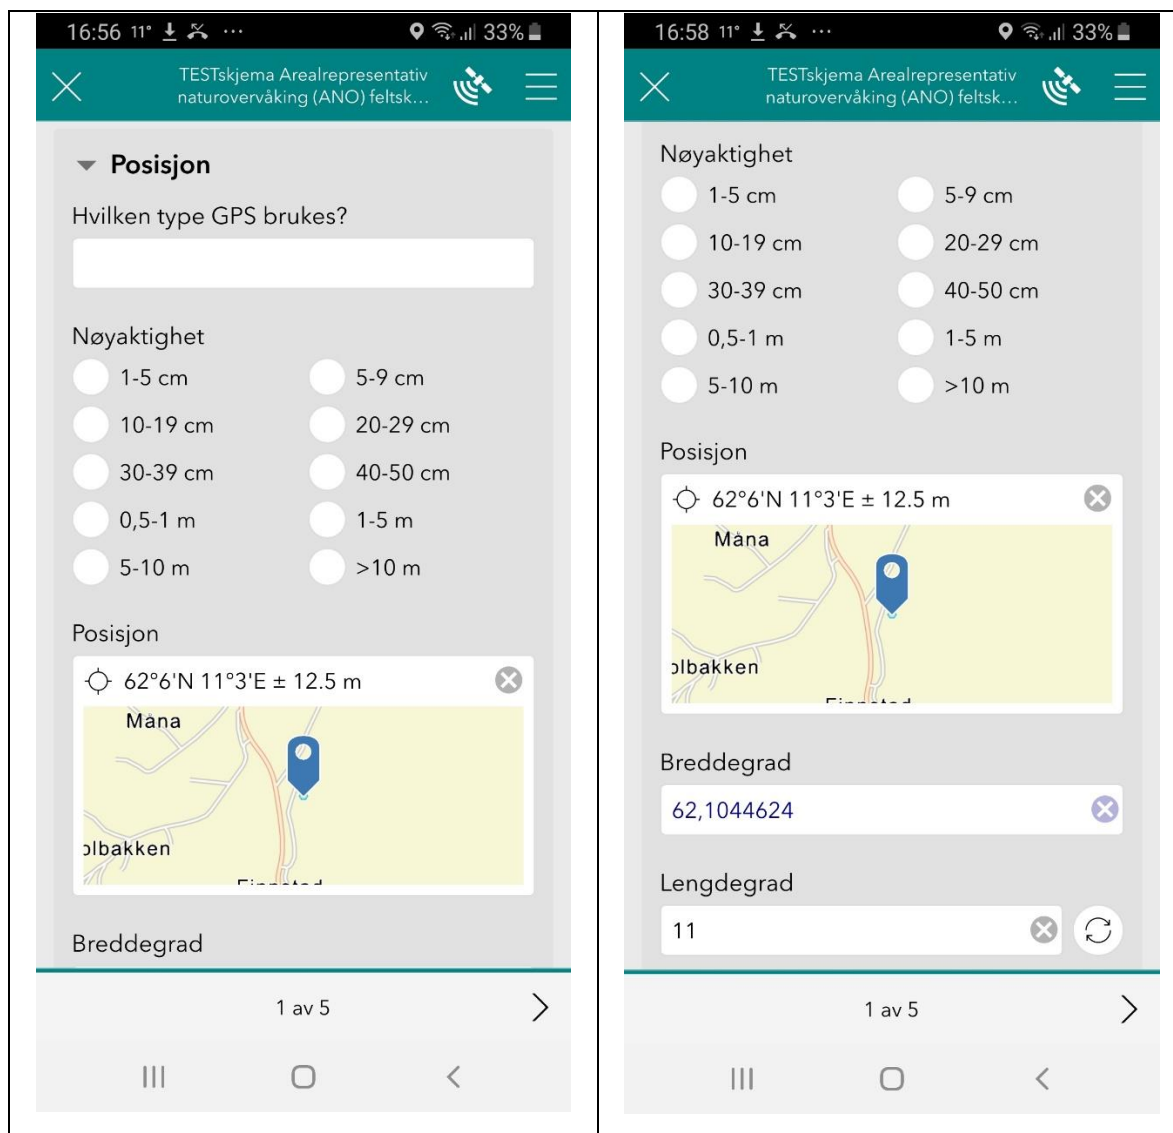 16:56 11° ... 33%
TESTskjema Arealrepresentativ
naturovervåking (ANO) feltsk...
Posisjon
Hvilken type GPS brukes?
Nøyaktighet
1-5 cm 5-9 cm
10-19 cm 20-29 cm
30-39 cm 40-50 cm
0,5-1 m 1-5 m
5-10 m >10 m
Posisjon
62°6'N 11°3'E ± 12.5 m
Måna
olbakken
Breddegrad
1 av 5
16:58 11° ... 33%
TESTskjema Arealrepresentativ
naturovervåking (ANO) feltsk...
Nøyaktighet
1-5 cm 5-9 cm
10-19 cm 20-29 cm
30-39 cm 40-50 cm
0,5-1 m 1-5 m
5-10 m >10 m
Posisjon
62°6'N 11°3'E ± 12.5 m
Måna
olbakken
Breddegrad
62,1044624
Lengdegrad
11
1 av 5